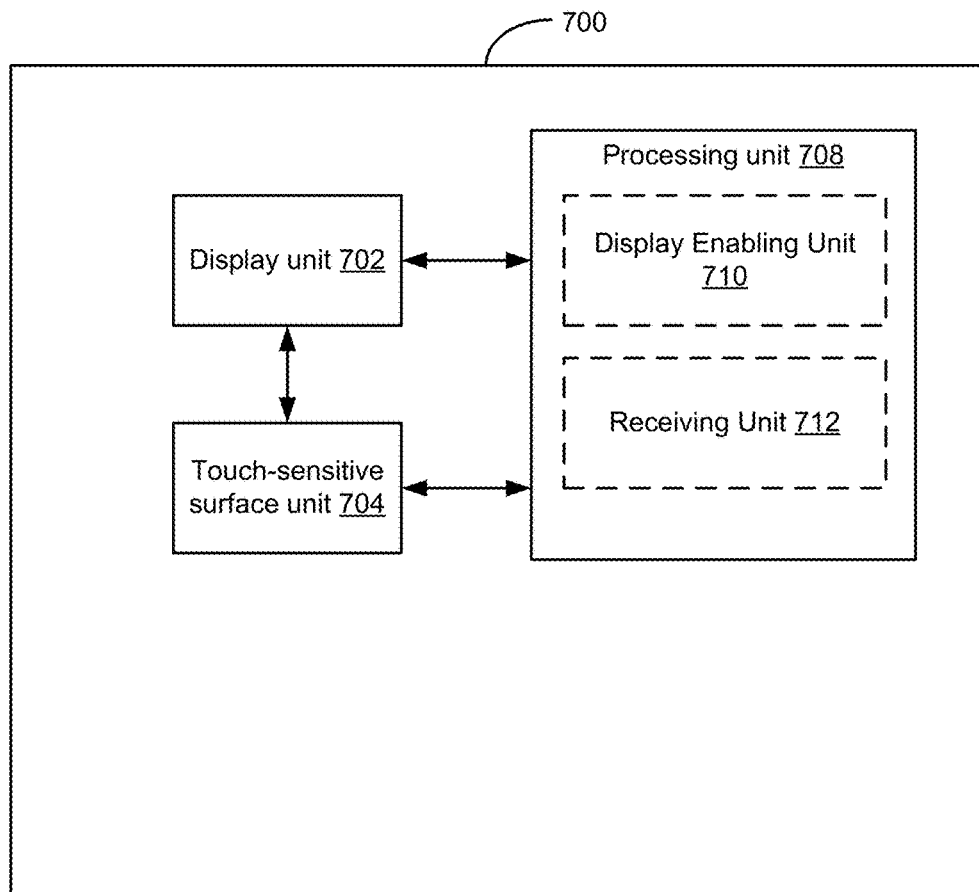 700
Processing unit 708
Display Enabling Unit
710
Display unit 702
Receiving Unit 712
Touch-sensitive
surface unit 704